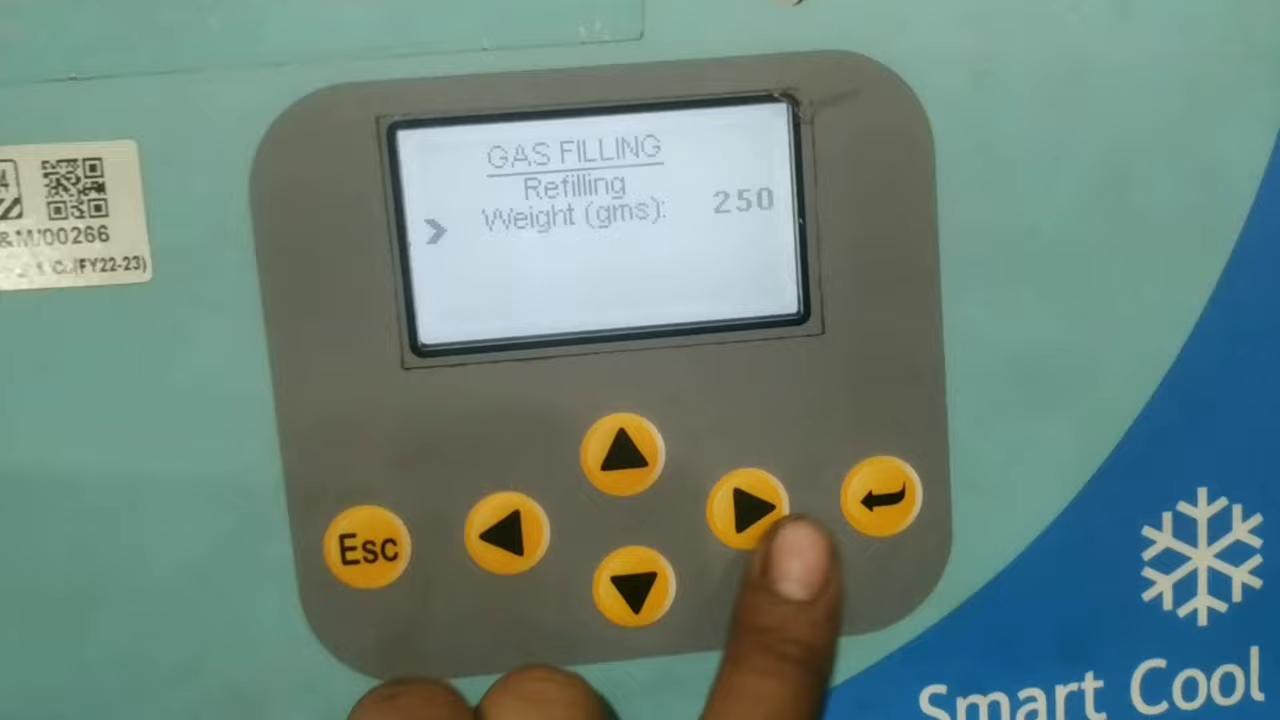 GAS FILLING
Refilling
Weight (gms): 250
&M/00266
(FY22-23)
Esc
Smart Cool